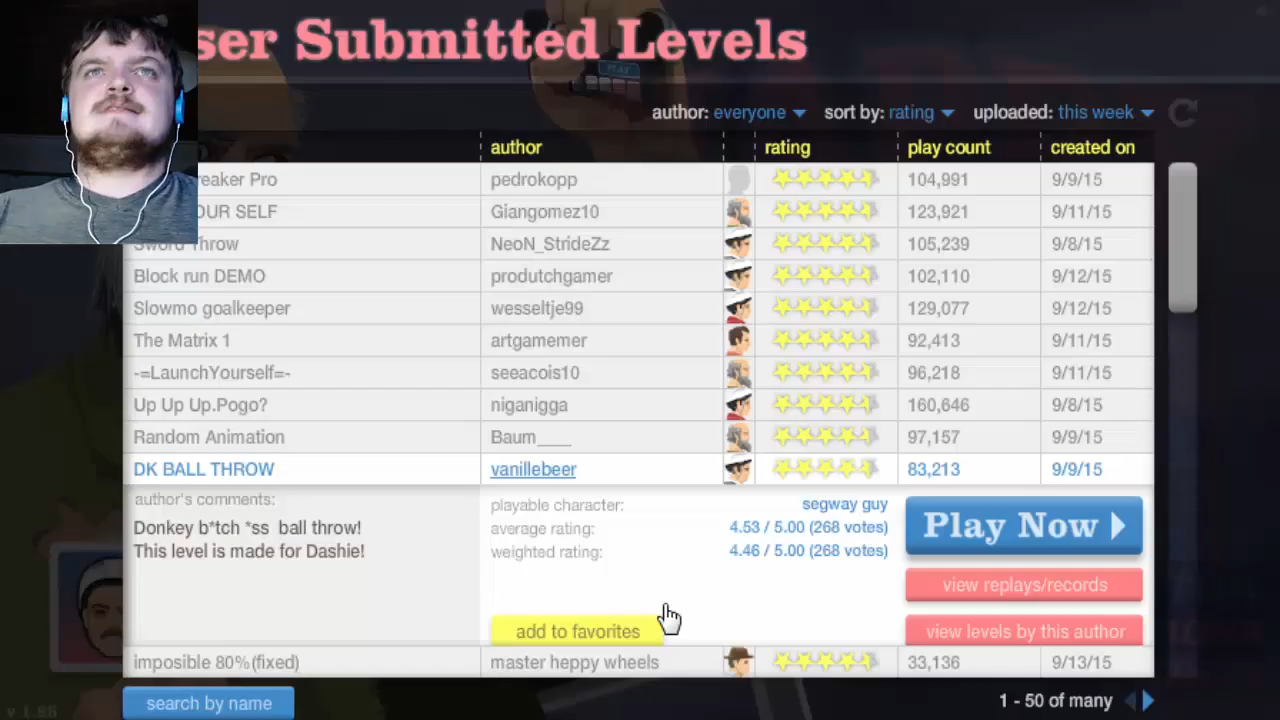 ser Submitted Levels
author: everyone sort by: rating uploaded: this week
author rating play count created on
reaker Pro pedrokopp 104,991 9/9/15
OUR SELF Giangomez10 123,921 9/11/15
Sword Throw NeoN_StrideZz 105,239 9/8/15
Block run DEMO produtchgamer 102,110 9/12/15
Slowmo goalkeeper wesseltje99 129,077 9/12/15
The Matrix 1 artgamemer 92,413 9/11/15
-=LaunchYourself=- seeacois10 96,218 9/11/15
Up Up Up.Pogo? niganigga 160,646 9/8/15
Random Animation Baum____ 97,157 9/9/15
DK BALL THROW vanillebeer 83,213 9/9/15
author's comments:
Donkey b*tch *ss ball throw!
This level is made for Dashie!
playable character: segway guy
average rating: 4.53 / 5.00 (268 votes)
weighted rating: 4.46 / 5.00 (268 votes)
add to favorites
Play Now
view replays/records
view levels by this author
imposible 80%(fixed) master heppy wheels 33,136 9/13/15
search by name
1 - 50 of many